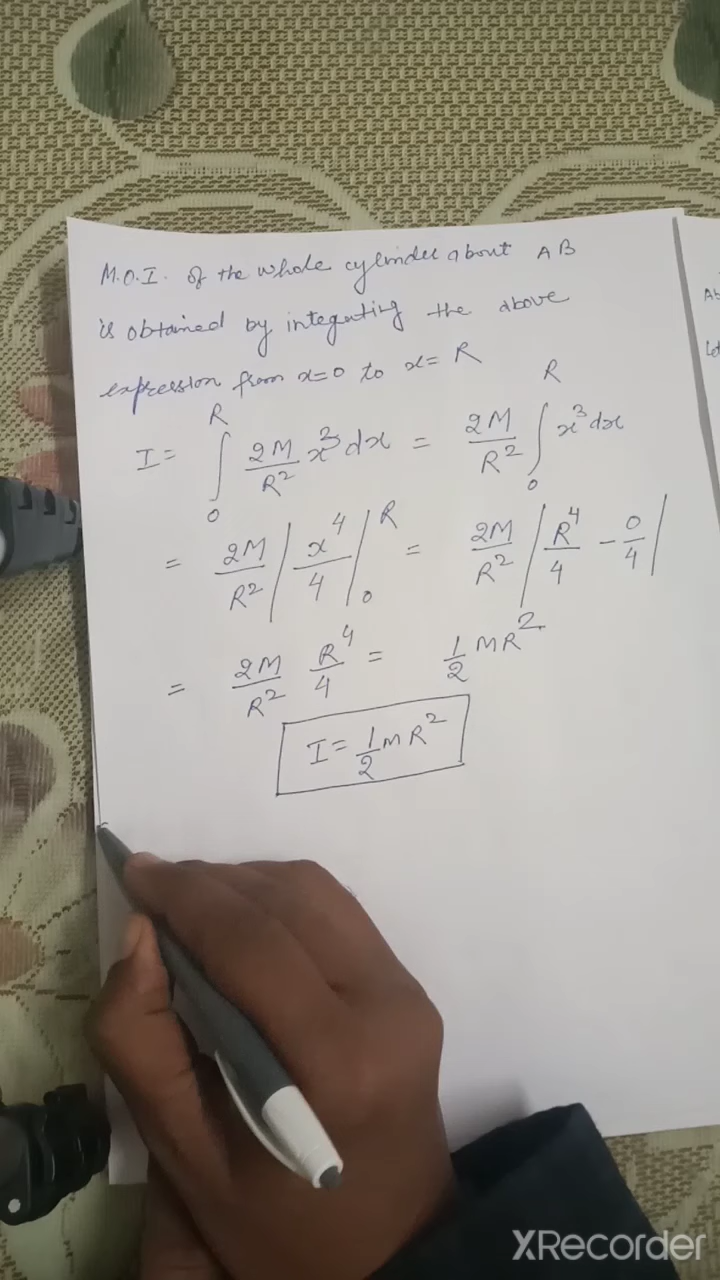 M.O.I. of the whole cylinder about AB
is obtained by integrating the above
expression from x=0 to x= R
I = ∫₀ᴿ 2M/R² x³ dx = 2M/R² ∫₀ᴿ x³ dx
= 2M/R² | x⁴/4 |₀ᴿ = 2M/R² | R⁴/4 - 0/4 |
= 2M/R² R⁴/4 = 1/2 MR²
I = 1/2 MR²
XRecorder